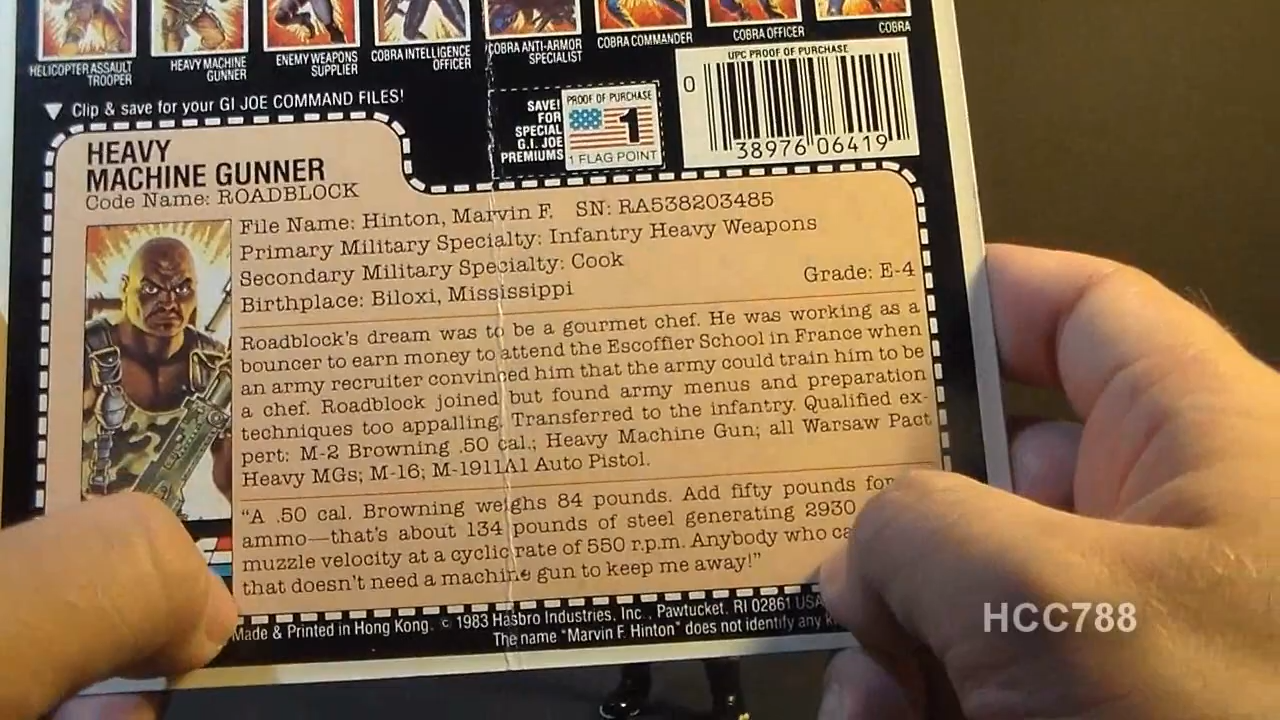 HELICOPTER ASSAULT
TROOPER
HEAVY MACHINE
GUNNER
ENEMY WEAPONS
SUPPLIER
COBRA INTELLIGENCE
OFFICER
COBRA ANTI-ARMOR
SPECIALIST
COBRA COMMANDER
COBRA OFFICER
COBRA
Clip & save for your GI JOE COMMAND FILES!
SAVE!
FOR
SPECIAL
G.I. JOE
PREMIUMS
PROOF OF PURCHASE
1
1 FLAG POINT
UPC PROOF OF PURCHASE
0
38976 06419
HEAVY
MACHINE GUNNER
Code Name: ROADBLOCK
File Name: Hinton, Marvin F. SN: RA538203485
Primary Military Specialty: Infantry Heavy Weapons
Secondary Military Specialty: Cook
Birthplace: Biloxi, Mississippi Grade: E-4
Roadblock's dream was to be a gourmet chef. He was working as a
bouncer to earn money to attend the Escoffier School in France when
an army recruiter convinced him that the army could train him to be
a chef. Roadblock joined but found army menus and preparation
techniques too appalling. Transferred to the infantry. Qualified ex-
pert: M-2 Browning .50 cal.; Heavy Machine Gun; all Warsaw Pact
Heavy MGs; M-16; M-1911A1 Auto Pistol.
"A .50 cal. Browning weighs 84 pounds. Add fifty pounds for
ammo—that's about 134 pounds of steel generating 2930
muzzle velocity at a cyclic rate of 550 r.p.m. Anybody who
that doesn't need a machine gun to keep me away!"
Made & Printed in Hong Kong. © 1983 Hasbro Industries, Inc., Pawtucket, RI 02861 USA
The name "Marvin F. Hinton" does not identify any
HCC788